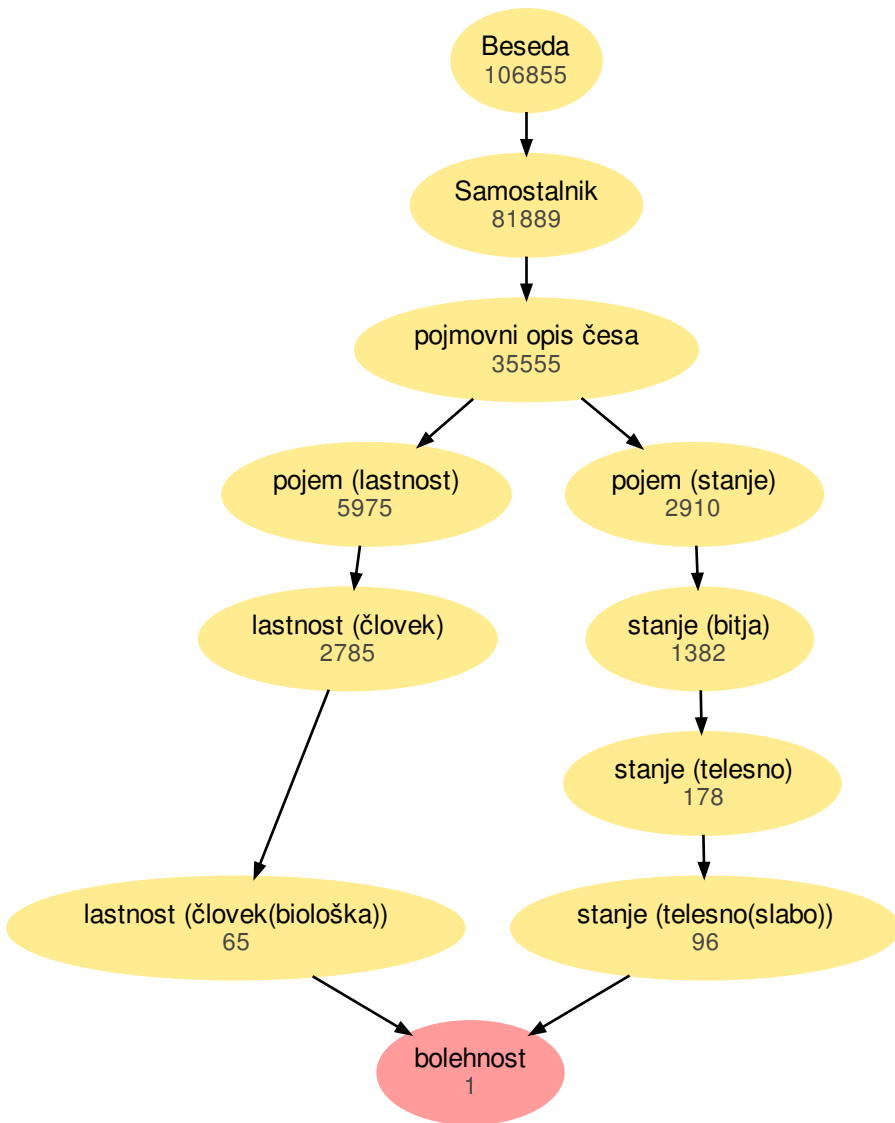 Beseda
106855
Samostalnik
81889
pojmovni opis česa
35555
pojem (lastnost)
5975
pojem (stanje)
2910
lastnost (človek)
2785
stanje (bitja)
1382
stanje (telesno)
178
lastnost (človek(biološka))
65
stanje (telesno(slabo))
96
bolehnost
1